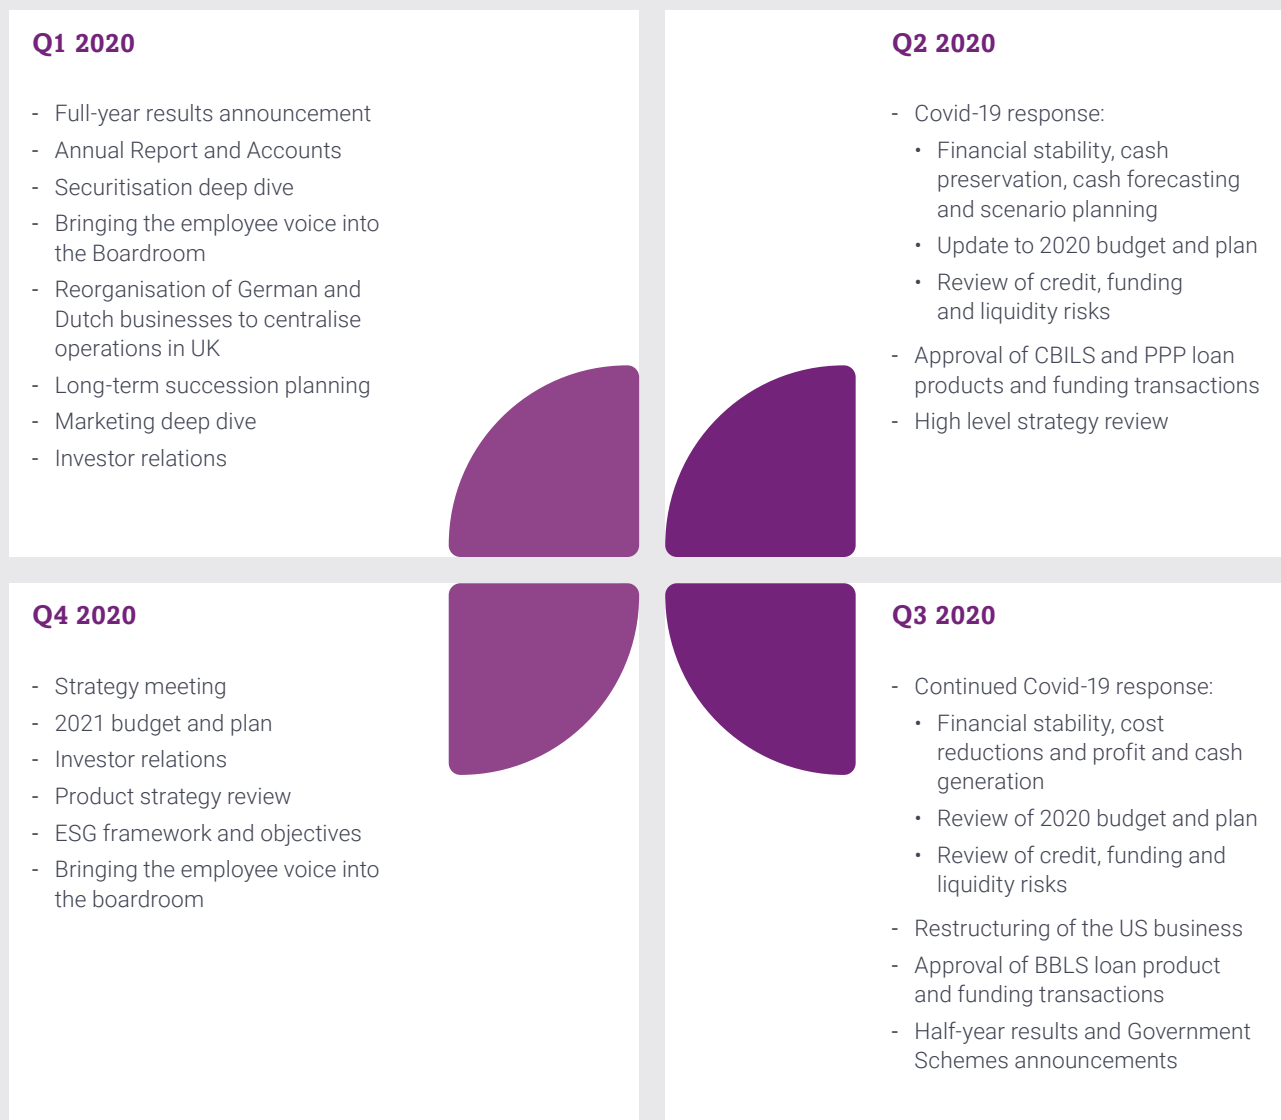 Q1 2020
- Full-year results announcement
- Annual Report and Accounts
- Securitisation deep dive
- Bringing the employee voice into
the Boardroom
- Reorganisation of German and
Dutch businesses to centralise
operations in UK
- Long-term succession planning
- Marketing deep dive
- Investor relations
Q2 2020
- Covid-19 response:
• Financial stability, cash
preservation, cash forecasting
and scenario planning
• Update to 2020 budget and plan
• Review of credit, funding
and liquidity risks
- Approval of CBILS and PPP loan
products and funding transactions
- High level strategy review
Q4 2020
- Strategy meeting
- 2021 budget and plan
- Investor relations
- Product strategy review
- ESG framework and objectives
- Bringing the employee voice into
the boardroom
Q3 2020
- Continued Covid-19 response:
• Financial stability, cost
reductions and profit and cash
generation
• Review of 2020 budget and plan
• Review of credit, funding and
liquidity risks
- Restructuring of the US business
- Approval of BBLS loan product
and funding transactions
- Half-year results and Government
Schemes announcements